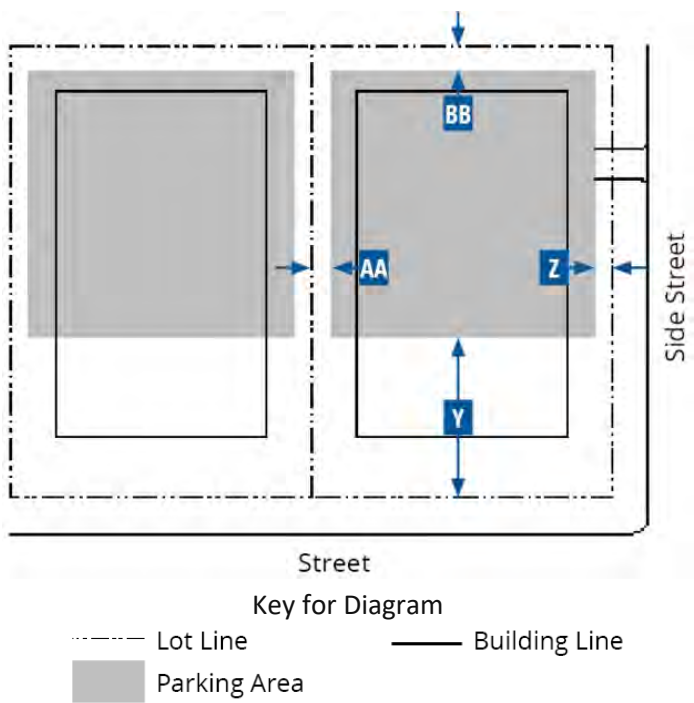 BB
AA
Z
Side Street
Y
Street
Key for Diagram
Lot Line
Building Line
Parking Area